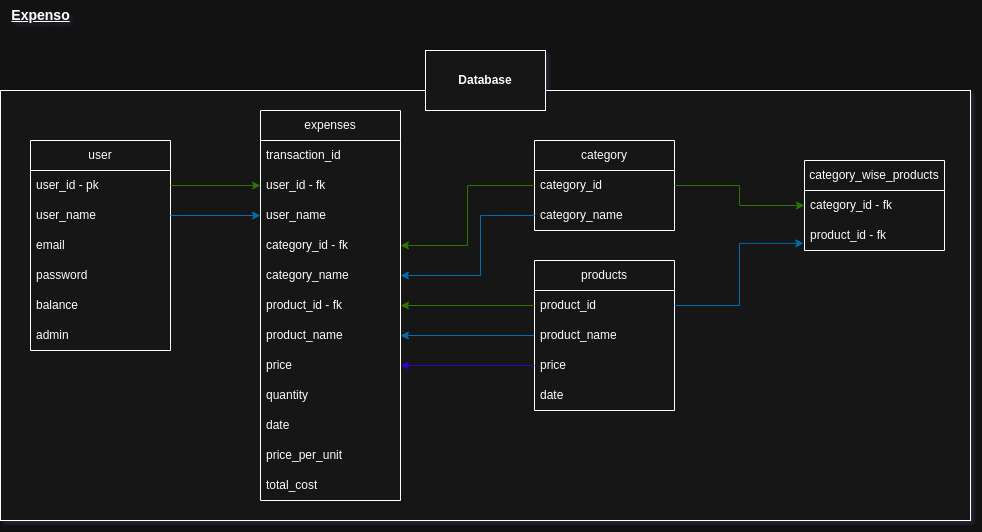 Expenso
Database
user
user_id - pk
user_name
email
password
balance
admin
expenses
transaction_id
user_id - fk
user_name
category_id - fk
category_name
product_id - fk
product_name
price
quantity
date
price_per_unit
total_cost
category
category_id
category_name
products
product_id
product_name
price
date
category_wise_products
category_id - fk
product_id - fk